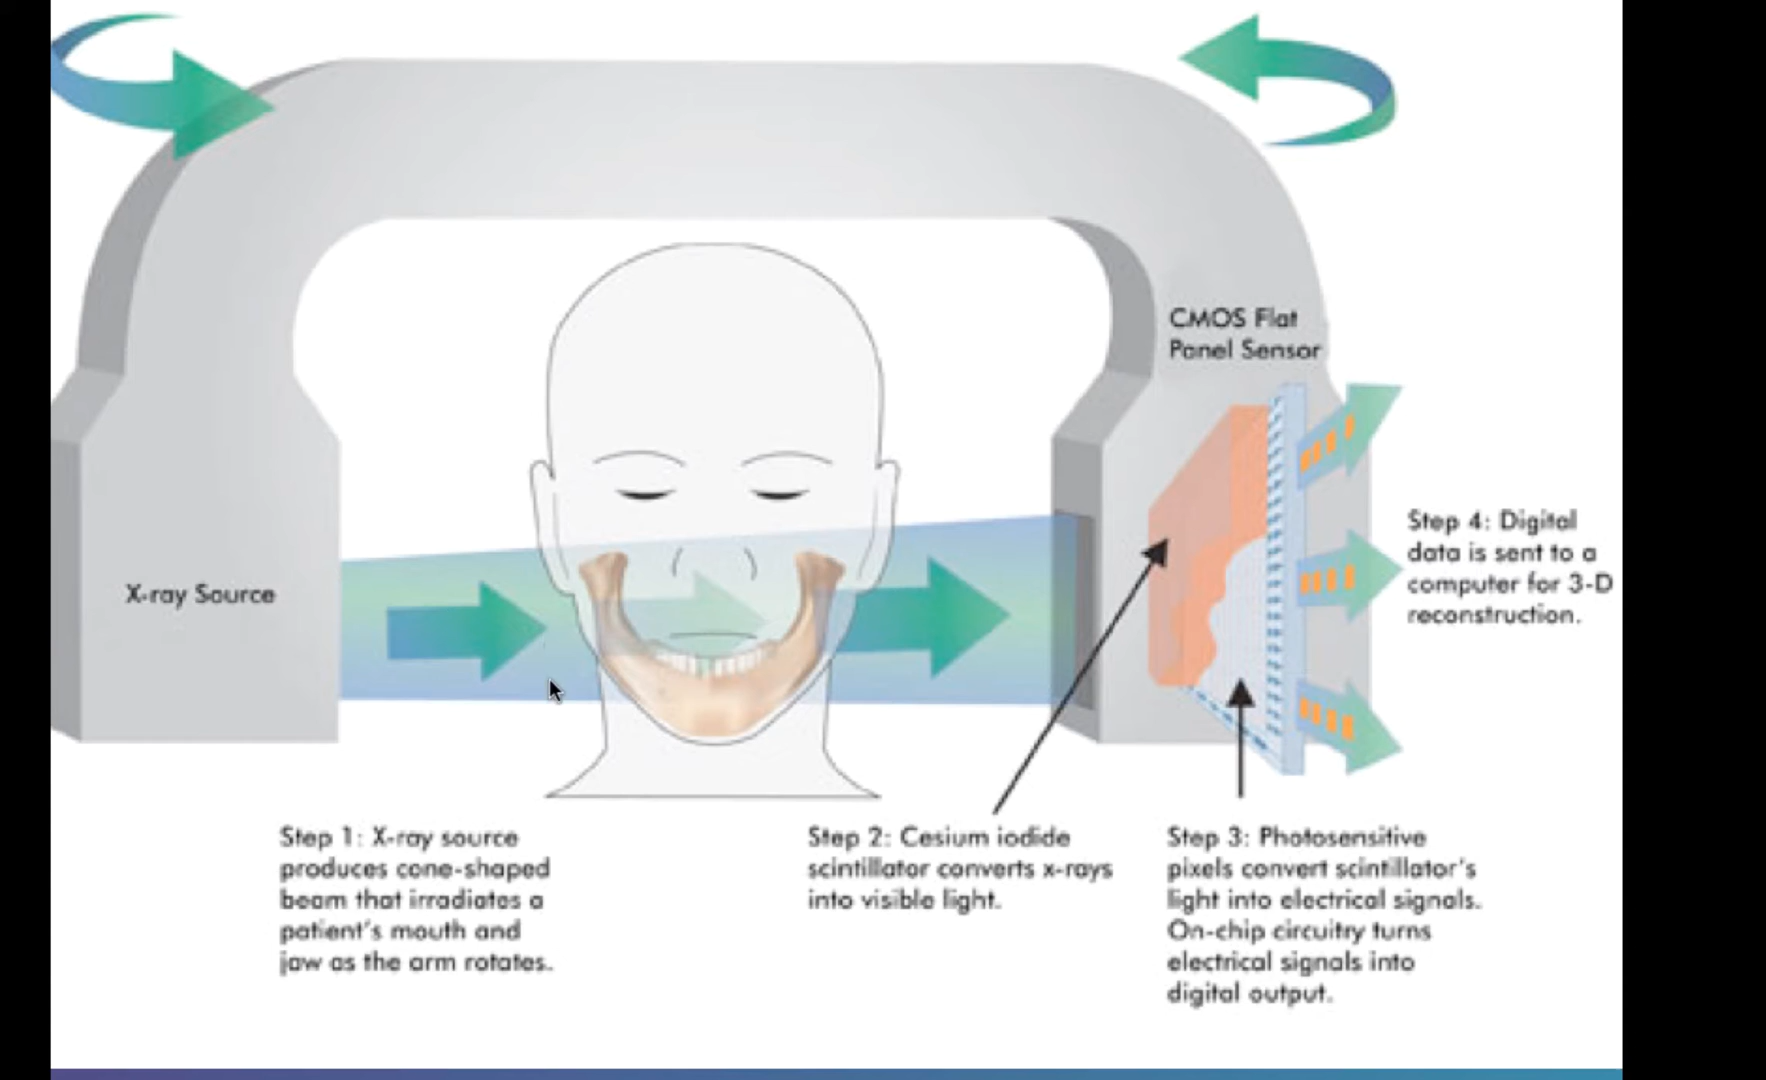 CMOS Flat
Panel Sensor
X-ray Source
Step 4: Digital
data is sent to a
computer for 3-D
reconstruction.
Step 1: X-ray source
produces cone-shaped
beam that irradiates a
patient's mouth and
jaw as the arm rotates.
Step 2: Cesium iodide
scintillator converts x-rays
into visible light.
Step 3: Photosensitive
pixels convert scintillator's
light into electrical signals.
On-chip circuitry turns
electrical signals into
digital output.